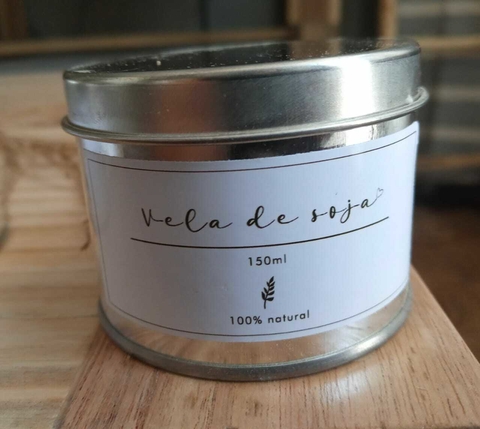 Vela de soja
150ml
100% natural